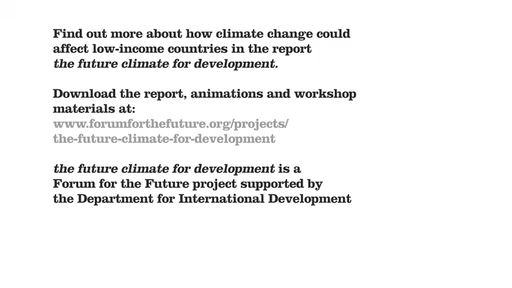 Find out more about how climate change could
affect low-income countries in the report
the future climate for development.
Download the report, animations and workshop
materials at:
www.forumforthefuture.org/projects/
the-future-climate-for-development
the future climate for development is a
Forum for the Future project supported by
the Department for International Development